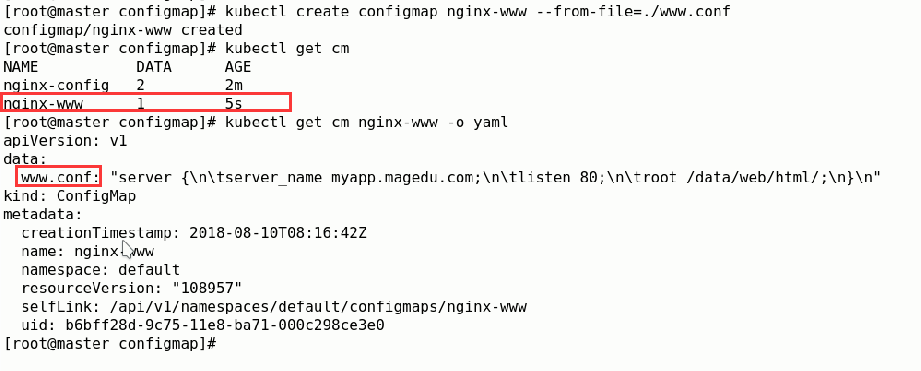 [root@master configmap]# kubectl create configmap nginx-www --from-file=./www.conf
configmap/nginx-www created
[root@master configmap]# kubectl get cm
NAME           DATA      AGE
nginx-config   2         2m
nginx-www      1         5s
[root@master configmap]# kubectl get cm nginx-www -o yaml
apiVersion: v1
data:
  www.conf: "server {\n\tserver_name myapp.magedu.com;\n\tlisten 80;\n\troot /data/web/html/;\n}\n"
kind: ConfigMap
metadata:
  creationTimestamp: 2018-08-10T08:16:42Z
  name: nginx-www
  namespace: default
  resourceVersion: "108957"
  selfLink: /api/v1/namespaces/default/configmaps/nginx-www
  uid: b6bff28d-9c75-11e8-ba71-000c298ce3e0
[root@master configmap]#